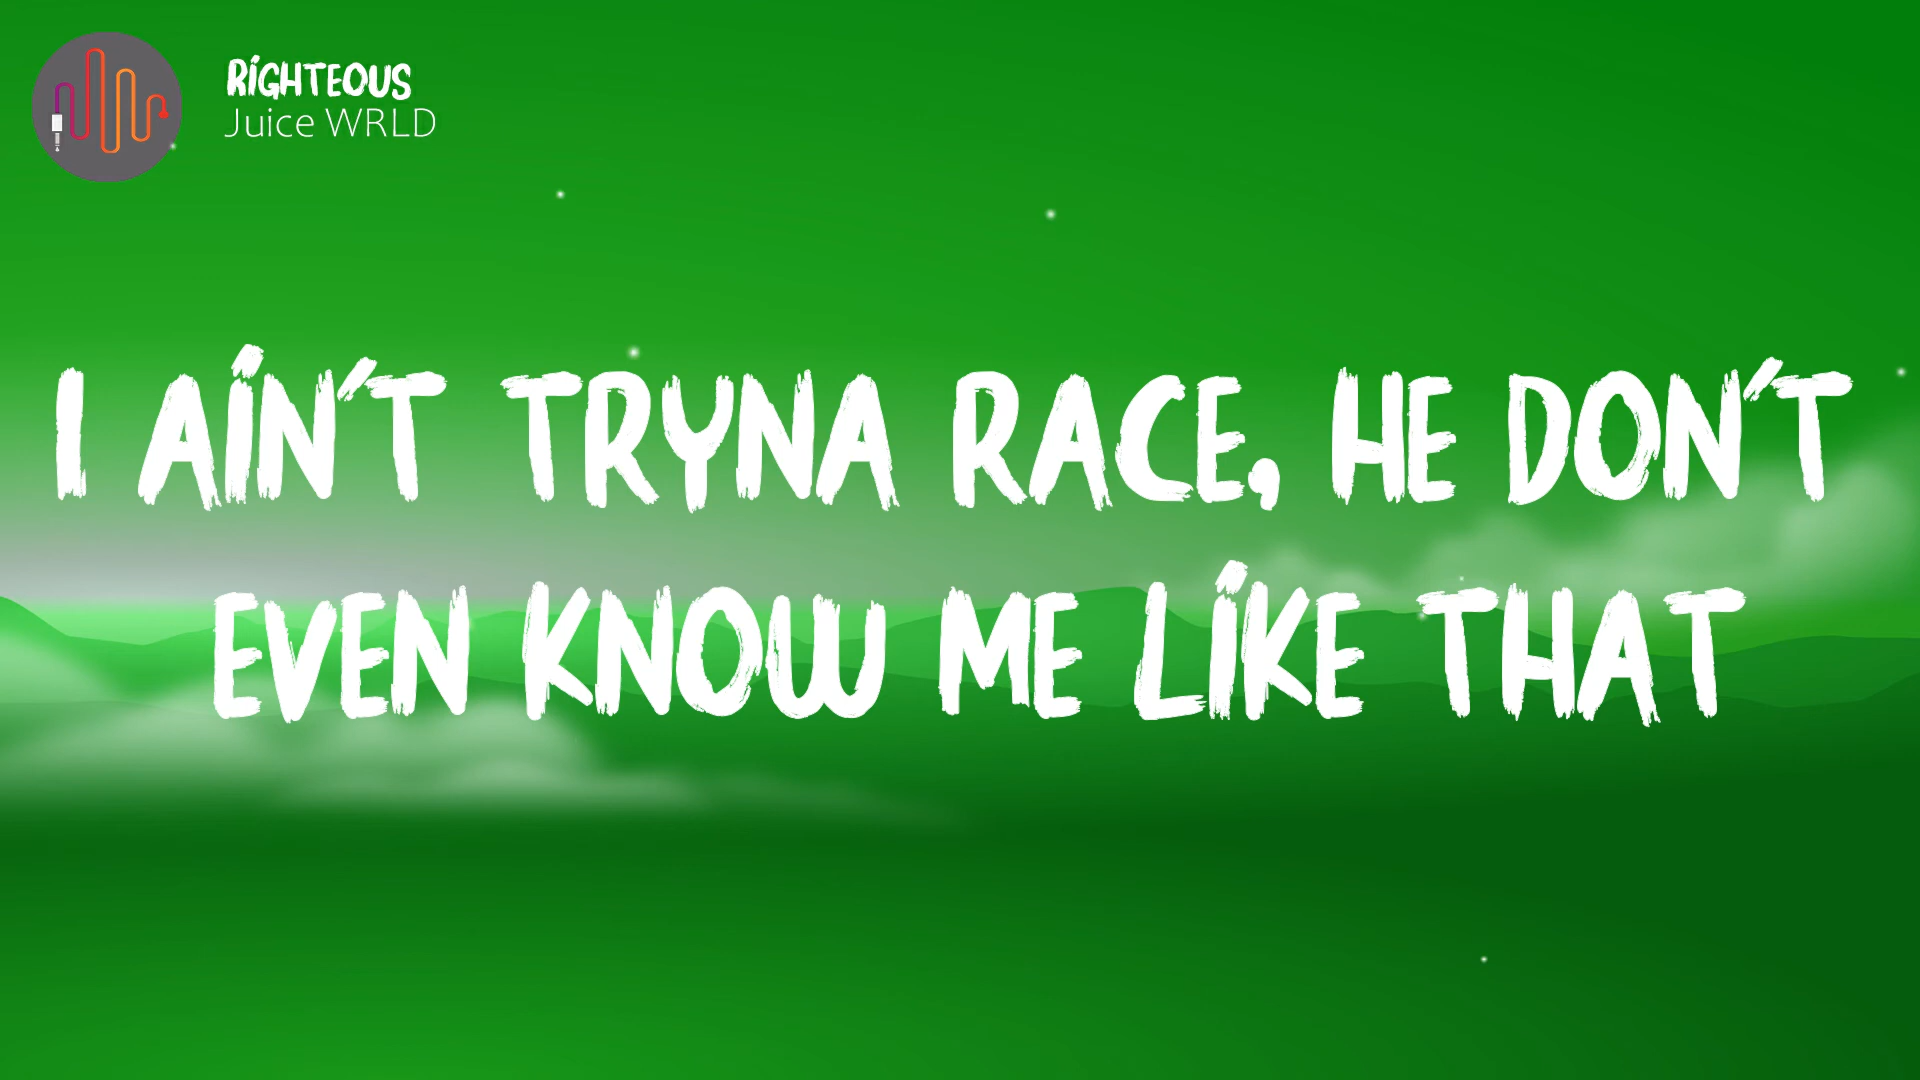 RIGHTEOUS
Juice WRLD
I AIN'T TRYNA RACE, HE DON'T
EVEN KNOW ME LIKE THAT